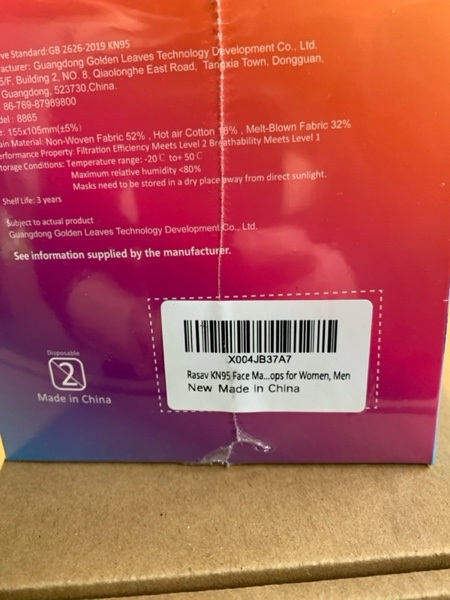 ve Standard:GB 2626-2019 KN95
acturer: Guangdong Golden Leaves Technology Development Co., Ltd.
5/F, Building 2, NO. 8, Qiaolonghe East Road, Tangxia Town, Dongguan,
Guangdong, 523730,China.
86-769-87989800
del : 8865
e: 155x105mm(±5%)
ain Material: Non-Woven Fabric 52% , Hot air Cotton 16% , Melt-Blown Fabric 32%
erformance Property: Filtration Efficiency Meets Level 2 Breathability Meets Level 1
torage Conditions: Temperature range: -20℃ to+ 50℃
Maximum relative humidity <80%
Masks need to be stored in a dry place away from direct sunlight.
Shelf Life: 3 years
Subject to actual product
Guangdong Golden Leaves Technology Development Co., Ltd.
See information supplied by the manufacturer.
X004JB37A7
Rasav KN95 Face Ma...ops for Women, Men
New Made in China
Disposable
2
Made in China